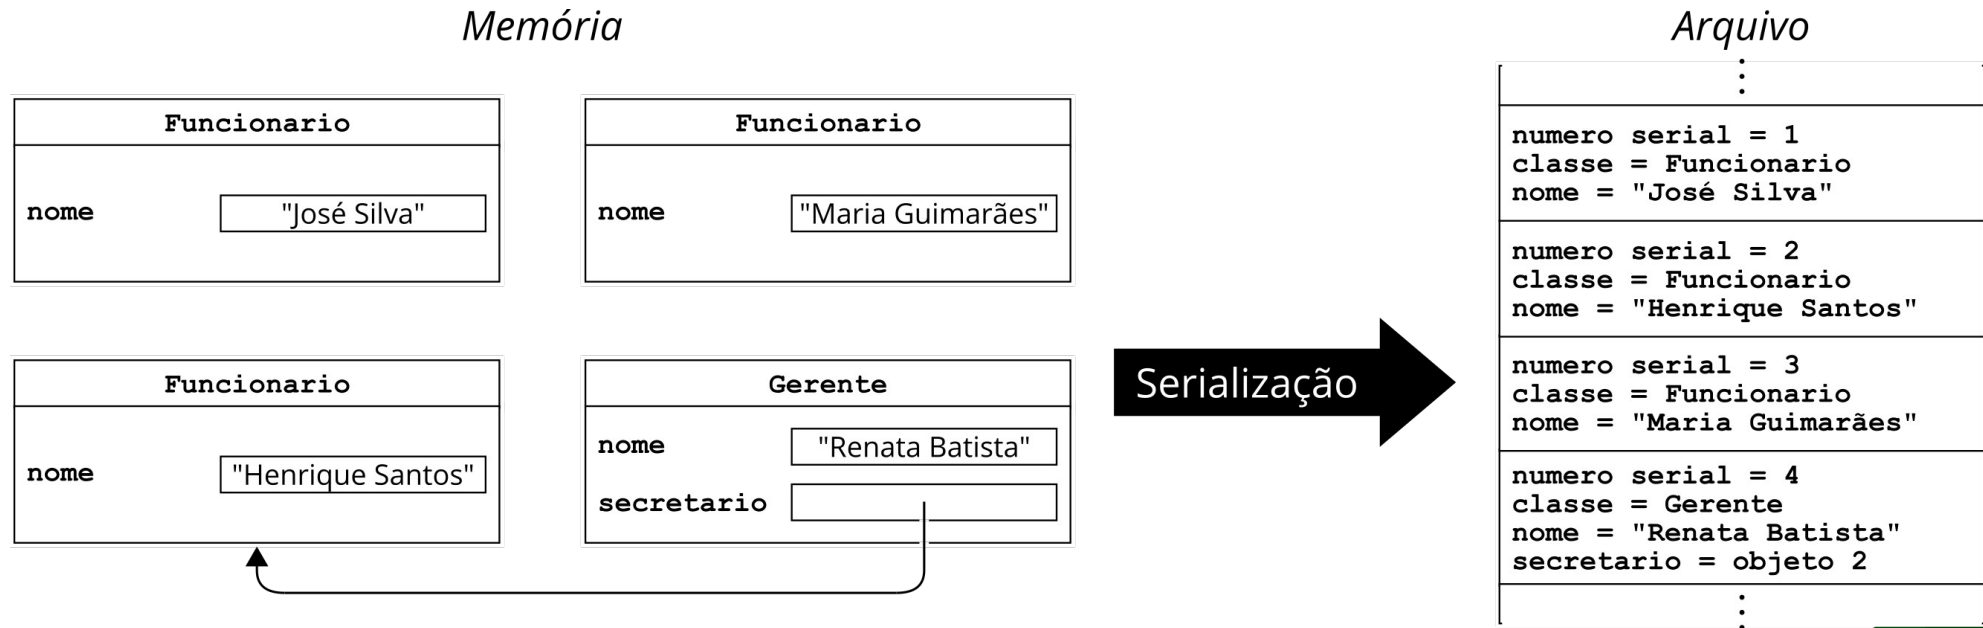 Memória
Funcionario
nome
"José Silva"
Funcionario
nome
"Maria Guimarães"
Funcionario
nome
"Henrique Santos"
Gerente
nome
"Renata Batista"
secretario
Serialização
Arquivo
numero serial = 1
classe = Funcionario
nome = "José Silva"
numero serial = 2
classe = Funcionario
nome = "Henrique Santos"
numero serial = 3
classe = Funcionario
nome = "Maria Guimarães"
numero serial = 4
classe = Gerente
nome = "Renata Batista"
secretario = objeto 2